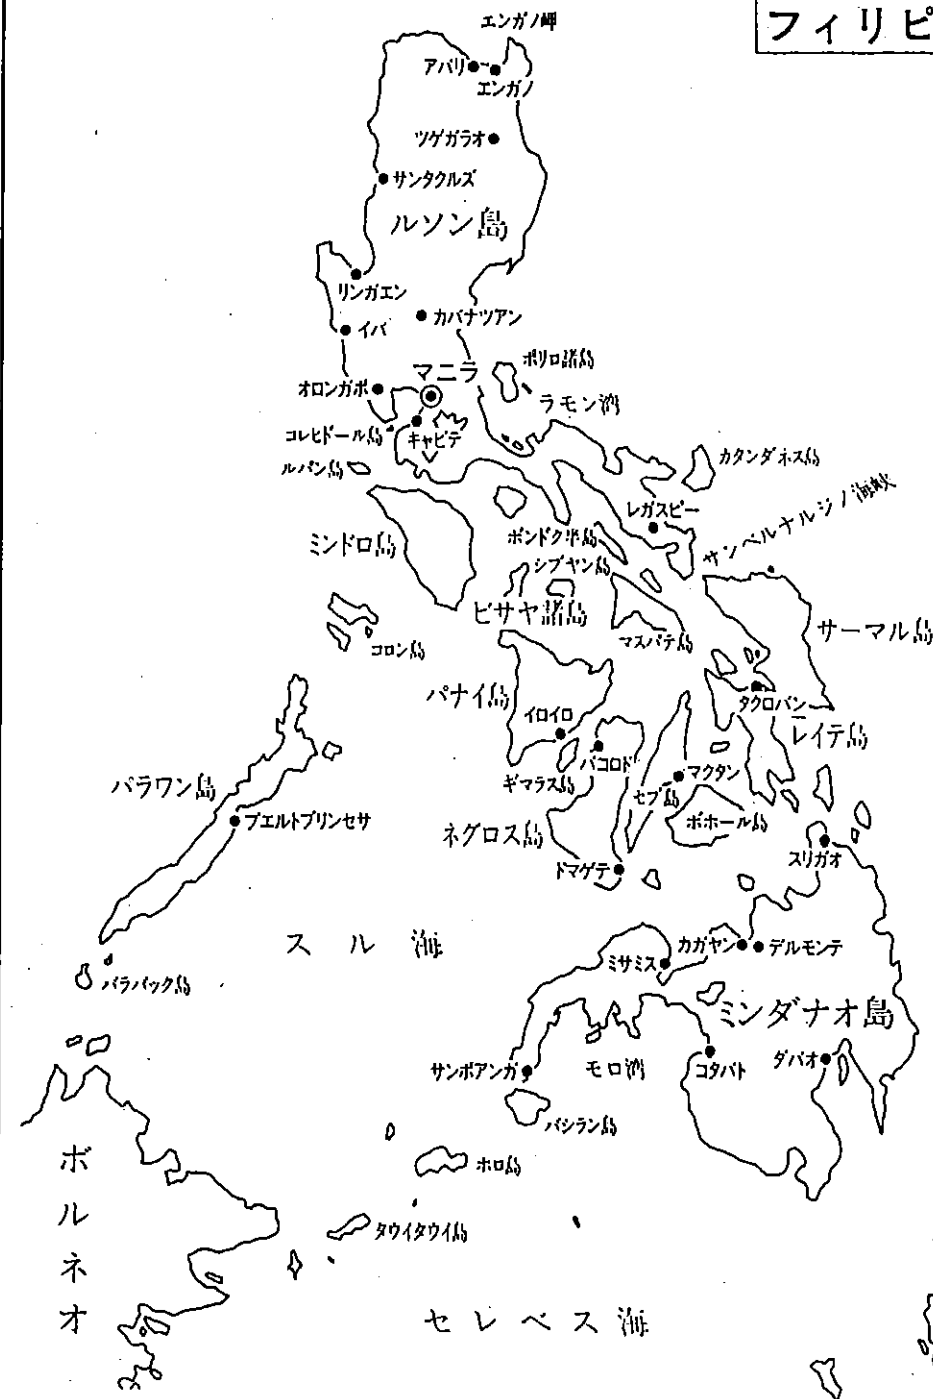 フィリピ
エンガノ岬
アパリ
エンガノ
ツゲガラオ
サンタクルズ
ルソン島
リンガエン
イバ
カバナツアン
ポリロ諸島
マニラ
オロンガポ
ラモン湾
コレヒドール島
キャビテ
ルパン島
カタンダネス島
レガスピー
サンベルナルジノ海峡
ミンドロ島
ボンドク半島
シブヤン島
ビサヤ諸島
マスバテ島
サーマル島
コロン島
パナイ島
タクロバン
イロイロ
レイテ島
バコロド
マクタン
ギマラス島
パラワン島
セブ島
ボホール島
プエルトプリンセサ
ネグロス島
スリガオ
ドマゲテ
スル海
カガヤン
デルモンテ
ミサミス
バラバック島
ミンダナオ島
サンボアンガ
モロ湾
コタバト
ダバオ
バシラン島
ボルネオ
ホロ島
タウイタウイ島
セレベス海